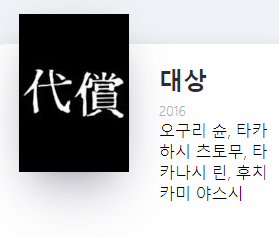 代償
대상
2016
오구리 슌, 타카
하시 츠토무, 타
카나시 린, 후치
카미 야스시